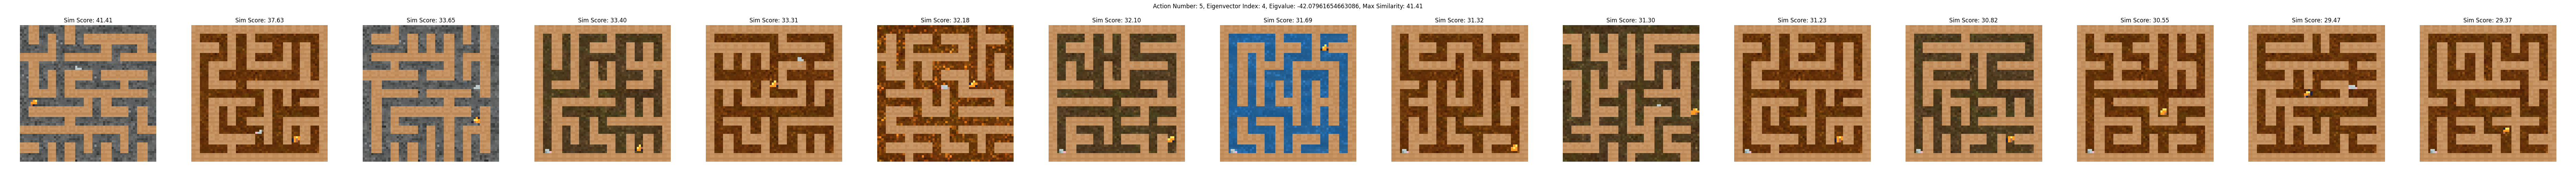 Action Number: 5, Eigenvector Index: 4, Eigvalue: -42.07961654663086, Max Similarity: 41.41
Sim Score: 41.41
Sim Score: 37.63
Sim Score: 33.65
Sim Score: 33.40
Sim Score: 33.31
Sim Score: 32.18
Sim Score: 32.10
Sim Score: 31.69
Sim Score: 31.32
Sim Score: 31.30
Sim Score: 31.23
Sim Score: 30.82
Sim Score: 30.55
Sim Score: 29.47
Sim Score: 29.37